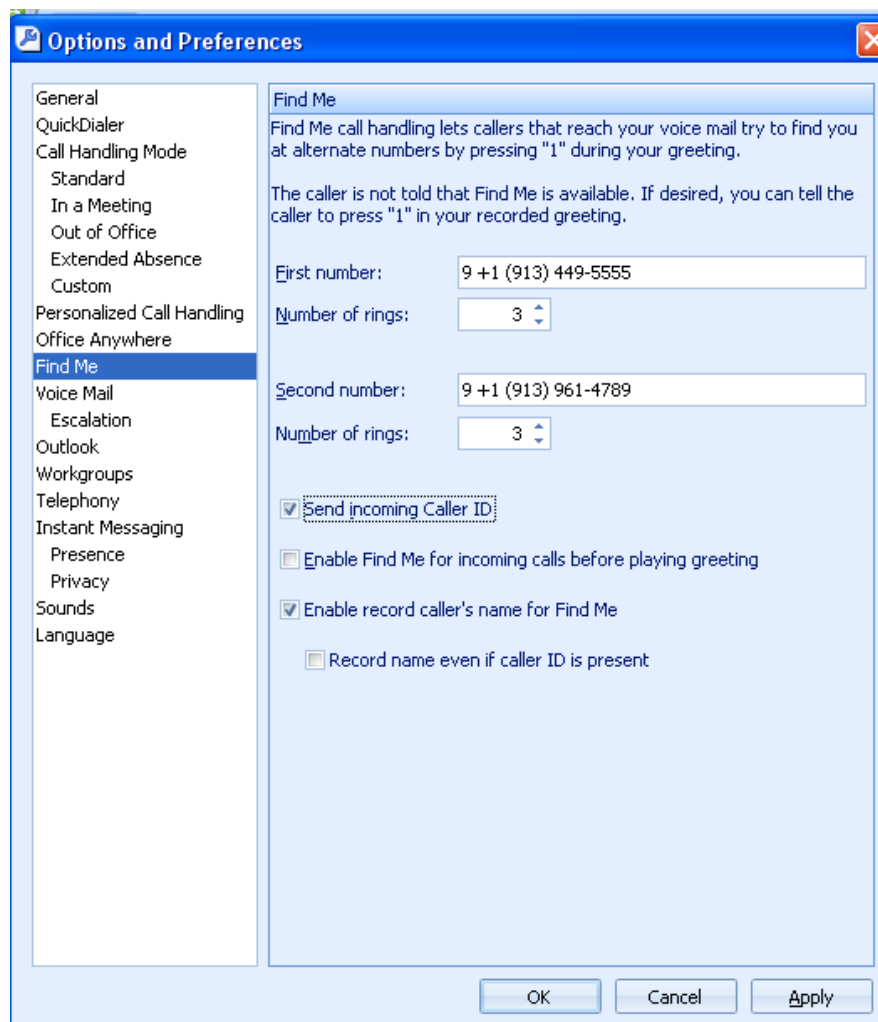 Options and Preferences
General
QuickDialer
Call Handling Mode
Standard
In a Meeting
Out of Office
Extended Absence
Custom
Personalized Call Handling
Office Anywhere
Find Me
Voice Mail
Escalation
Outlook
Workgroups
Telephony
Instant Messaging
Presence
Privacy
Sounds
Language
Find Me
Find Me call handling lets callers that reach your voice mail try to find you
at alternate numbers by pressing "1" during your greeting.
The caller is not told that Find Me is available. If desired, you can tell the
caller to press "1" in your recorded greeting.
First number: 9 +1 (913) 449-5555
Number of rings: 3
Second number: 9 +1 (913) 961-4789
Number of rings: 3
Send incoming Caller ID
Enable Find Me for incoming calls before playing greeting
Enable record caller's name for Find Me
Record name even if caller ID is present
OK Cancel Apply